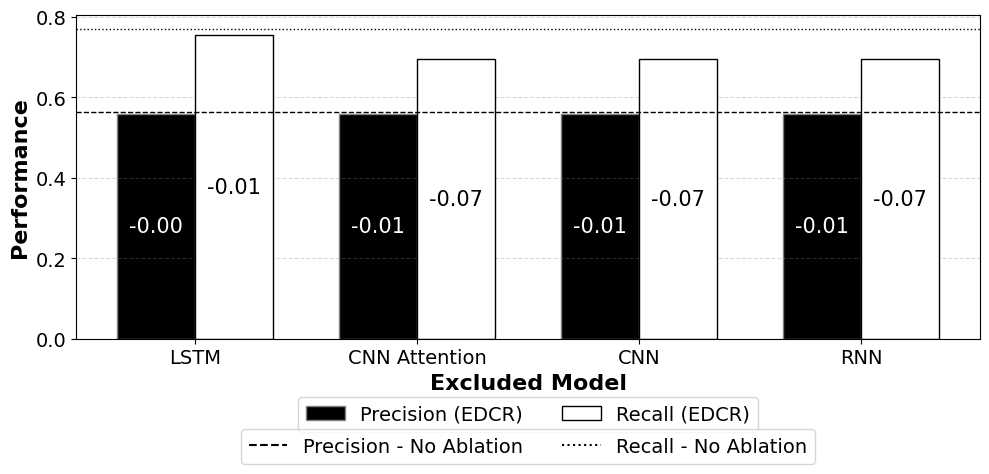 Performance
0.8
0.6
0.4
0.2
0.0
-0.00
-0.01
-0.01
-0.07
-0.01
-0.07
-0.01
-0.07
LSTM
CNN Attention
CNN
RNN
Excluded Model
Precision (EDCR)
Recall (EDCR)
Precision - No Ablation
Recall - No Ablation